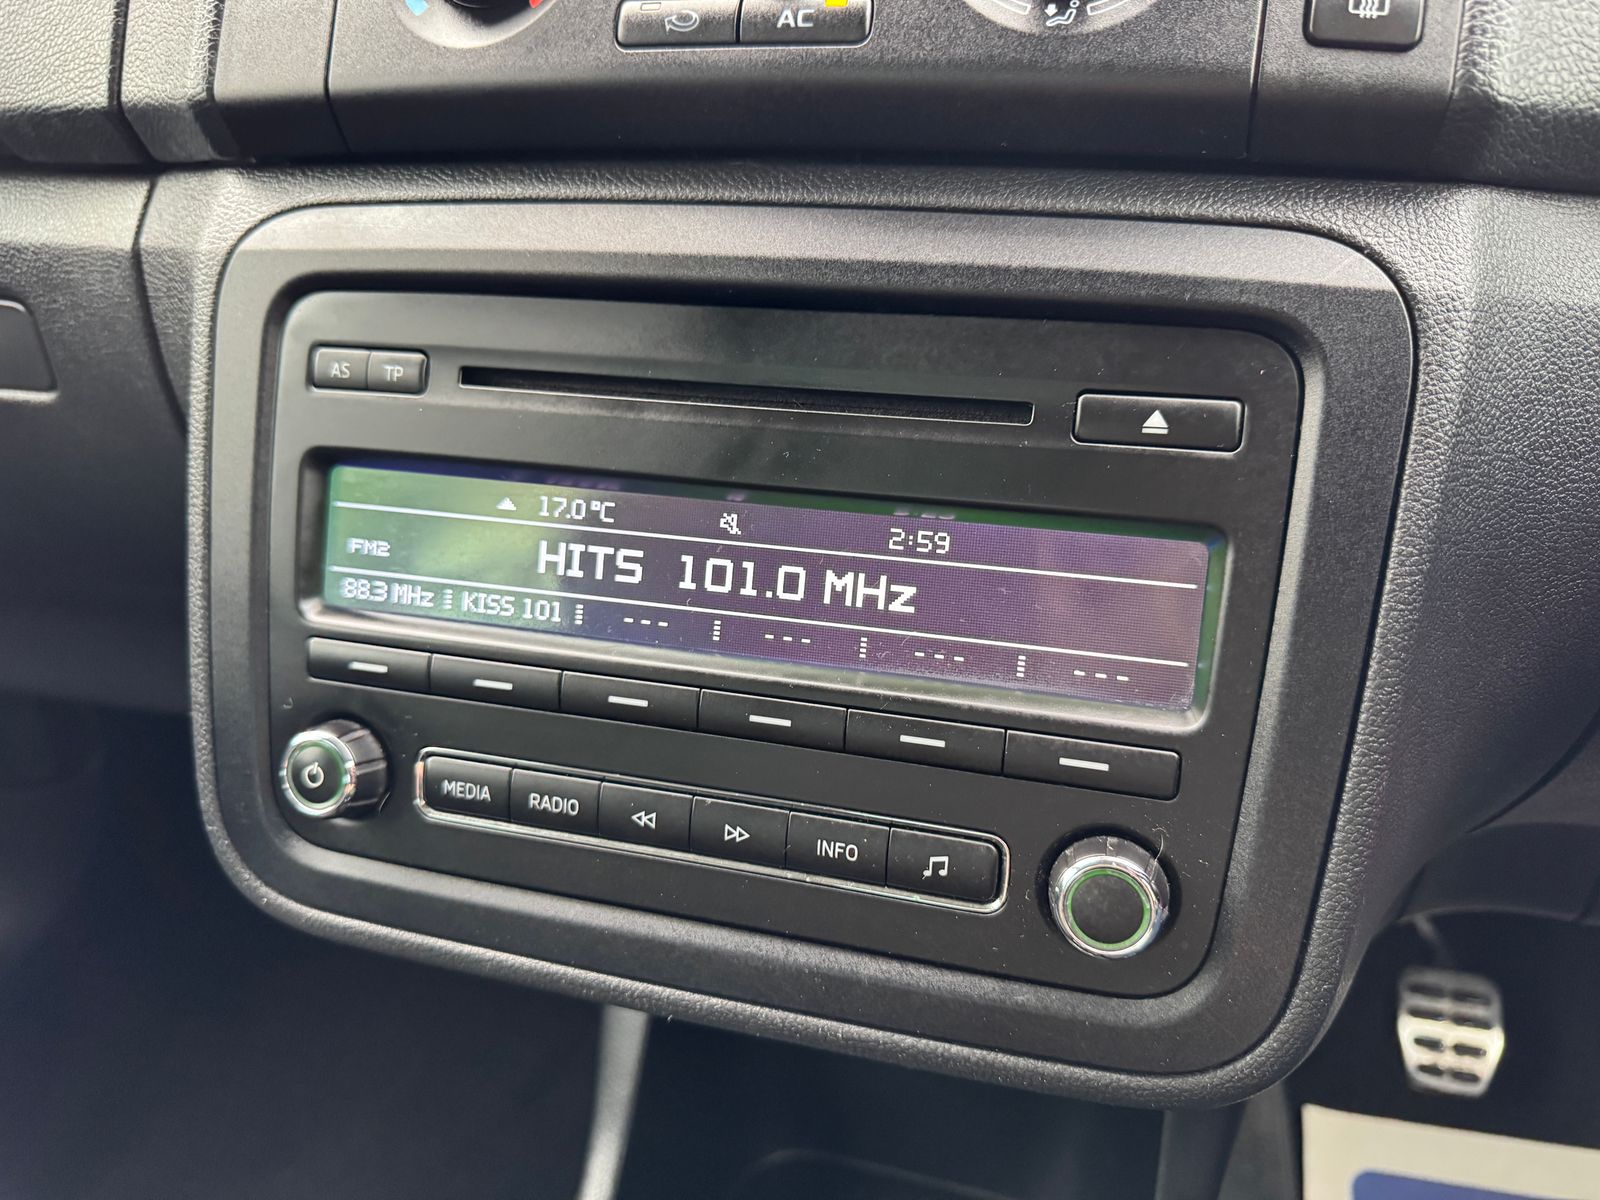 AC
AS TP
17.0°C 2:59
FM2 HITS 101.0 MHz
88.3 MHz KISS 101 --- --- --- ---
MEDIA RADIO INFO